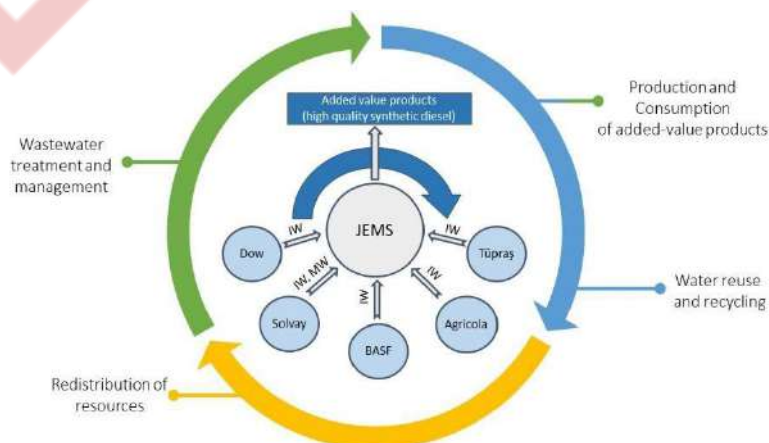 Added value products
(high quality synthetic diesel)
Production and
Consumption
of added-value products
Wastewater
treatment and
management
JEMS
IW
Dow
IW
Tüpraş
IW, MW
Solvay
IW
BASF
IW
Agricola
Water reuse
and recycling
Redistribution of
resources